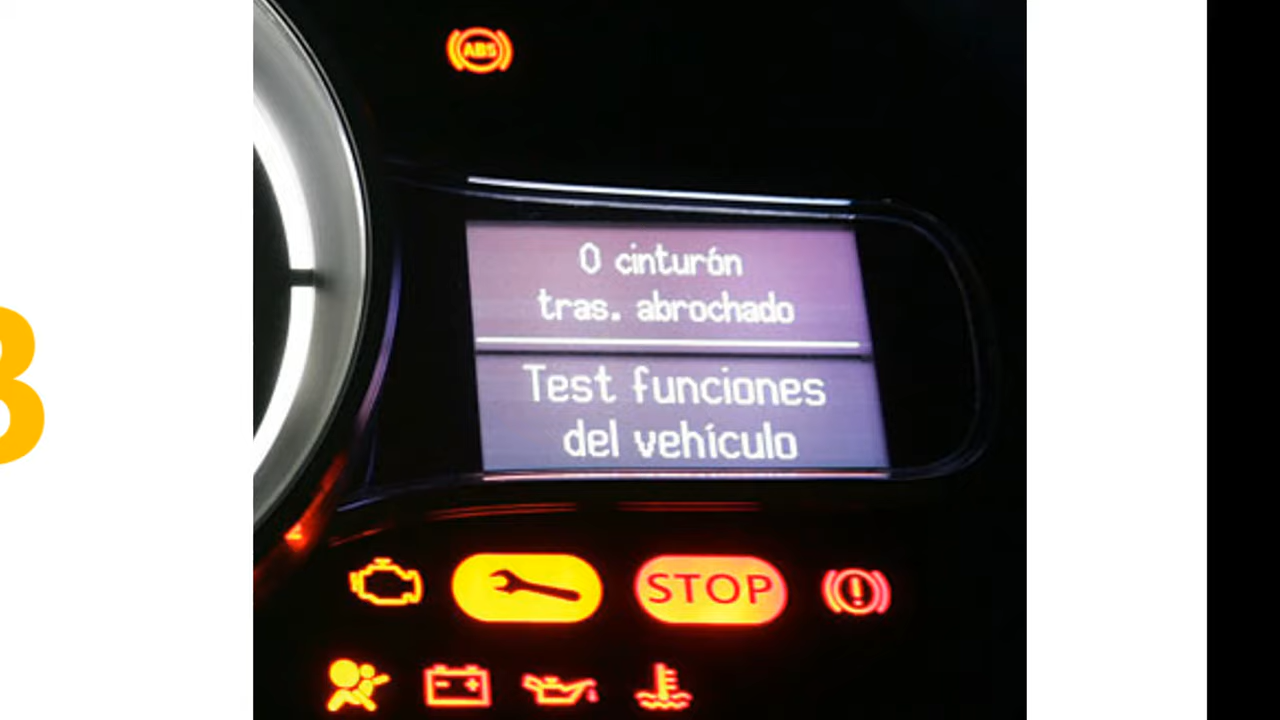 ABS
0 cinturón
tras. abrochado
Test funciones
del vehículo
STOP